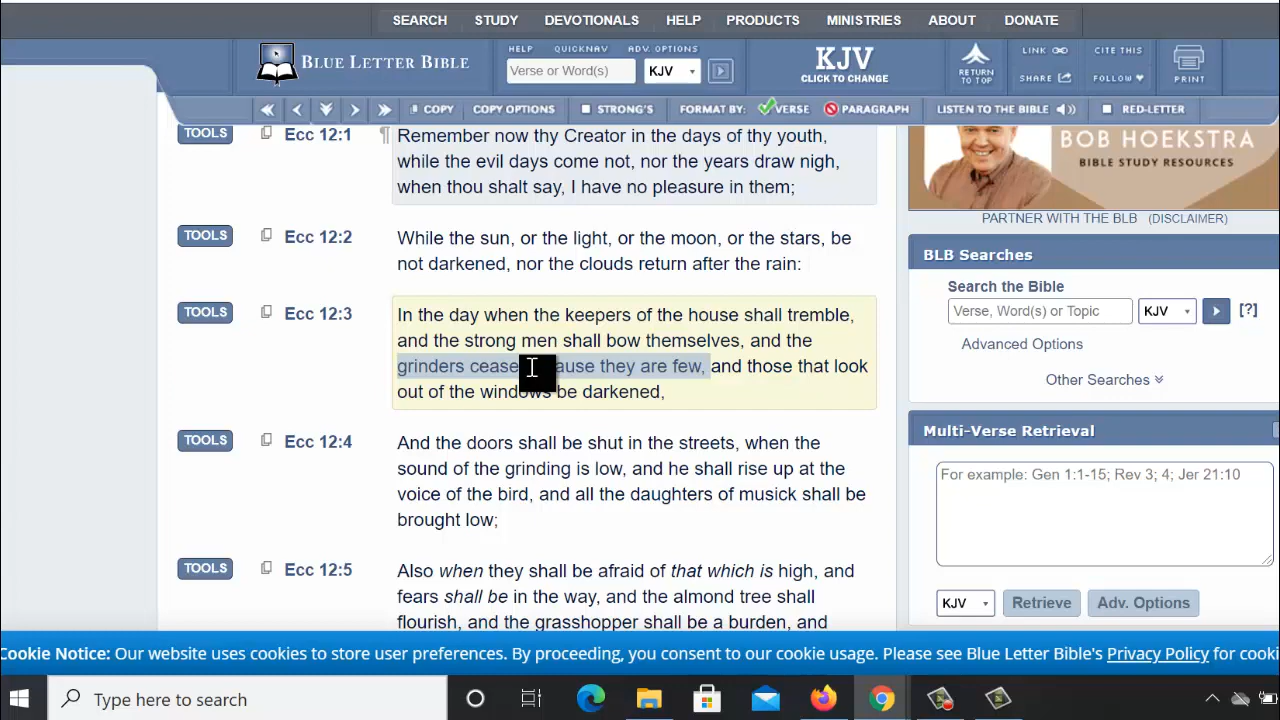 SEARCH STUDY DEVOTIONALS HELP PRODUCTS MINISTRIES ABOUT DONATE
BLUE LETTER BIBLE
HELP QUICKNAV ADV. OPTIONS
Verse or Word(s) KJV
KJV
CLICK TO CHANGE
RETURN
TO TOP
LINK CITE THIS
SHARE FOLLOW
PRINT
COPY COPY OPTIONS STRONG'S FORMAT BY: VERSE PARAGRAPH LISTEN TO THE BIBLE RED-LETTER
TOOLS Ecc 12:1 ¶ Remember now thy Creator in the days of thy youth,
while the evil days come not, nor the years draw nigh,
when thou shalt say, I have no pleasure in them;
TOOLS Ecc 12:2 While the sun, or the light, or the moon, or the stars, be
not darkened, nor the clouds return after the rain:
TOOLS Ecc 12:3 In the day when the keepers of the house shall tremble,
and the strong men shall bow themselves, and the
grinders cease ause they are few, and those that look
out of the windows be darkened,
TOOLS Ecc 12:4 And the doors shall be shut in the streets, when the
sound of the grinding is low, and he shall rise up at the
voice of the bird, and all the daughters of musick shall be
brought low;
TOOLS Ecc 12:5 Also when they shall be afraid of that which is high, and
fears shall be in the way, and the almond tree shall
flourish, and the grasshopper shall be a burden, and
BOB HOEKSTRA
BIBLE STUDY RESOURCES
PARTNER WITH THE BLB (DISCLAIMER)
BLB Searches
Search the Bible
Verse, Word(s) or Topic KJV [?]
Advanced Options
Other Searches
Multi-Verse Retrieval
For example: Gen 1:1-15; Rev 3; 4; Jer 21:10
KJV Retrieve Adv. Options
Cookie Notice: Our website uses cookies to store user preferences. By proceeding, you consent to our cookie usage. Please see Blue Letter Bible's Privacy Policy for cooki
Type here to search